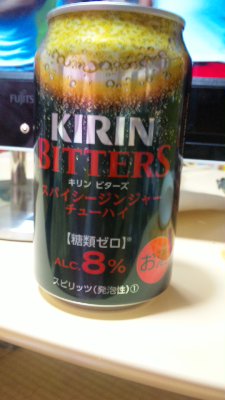 FUJITS
KIRIN
BITTERS
キリン ビターズ
スパイシージンジャー
チューハイ
【糖類ゼロ】
ALC.8%
お
スピリッツ(発泡性)①